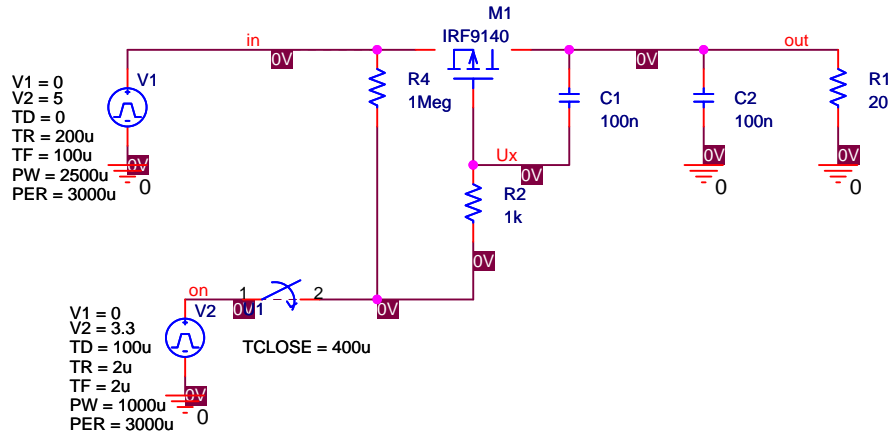 M1
IRF9140
in
0V
V1
V1 = 0
V2 = 5
TD = 0
TR = 200u
TF = 100u
PW = 2500u
PER = 3000u
0V
0
R4
1Meg
0V
out
C1
100n
C2
100n
R1
20
Ux
0V
R2
1k
0V
0
0V
0
0V
on
1
2
0V
U1
0V
TCLOSE = 400u
V2
V1 = 0
V2 = 3.3
TD = 100u
TR = 2u
TF = 2u
PW = 1000u
PER = 3000u
0V
0